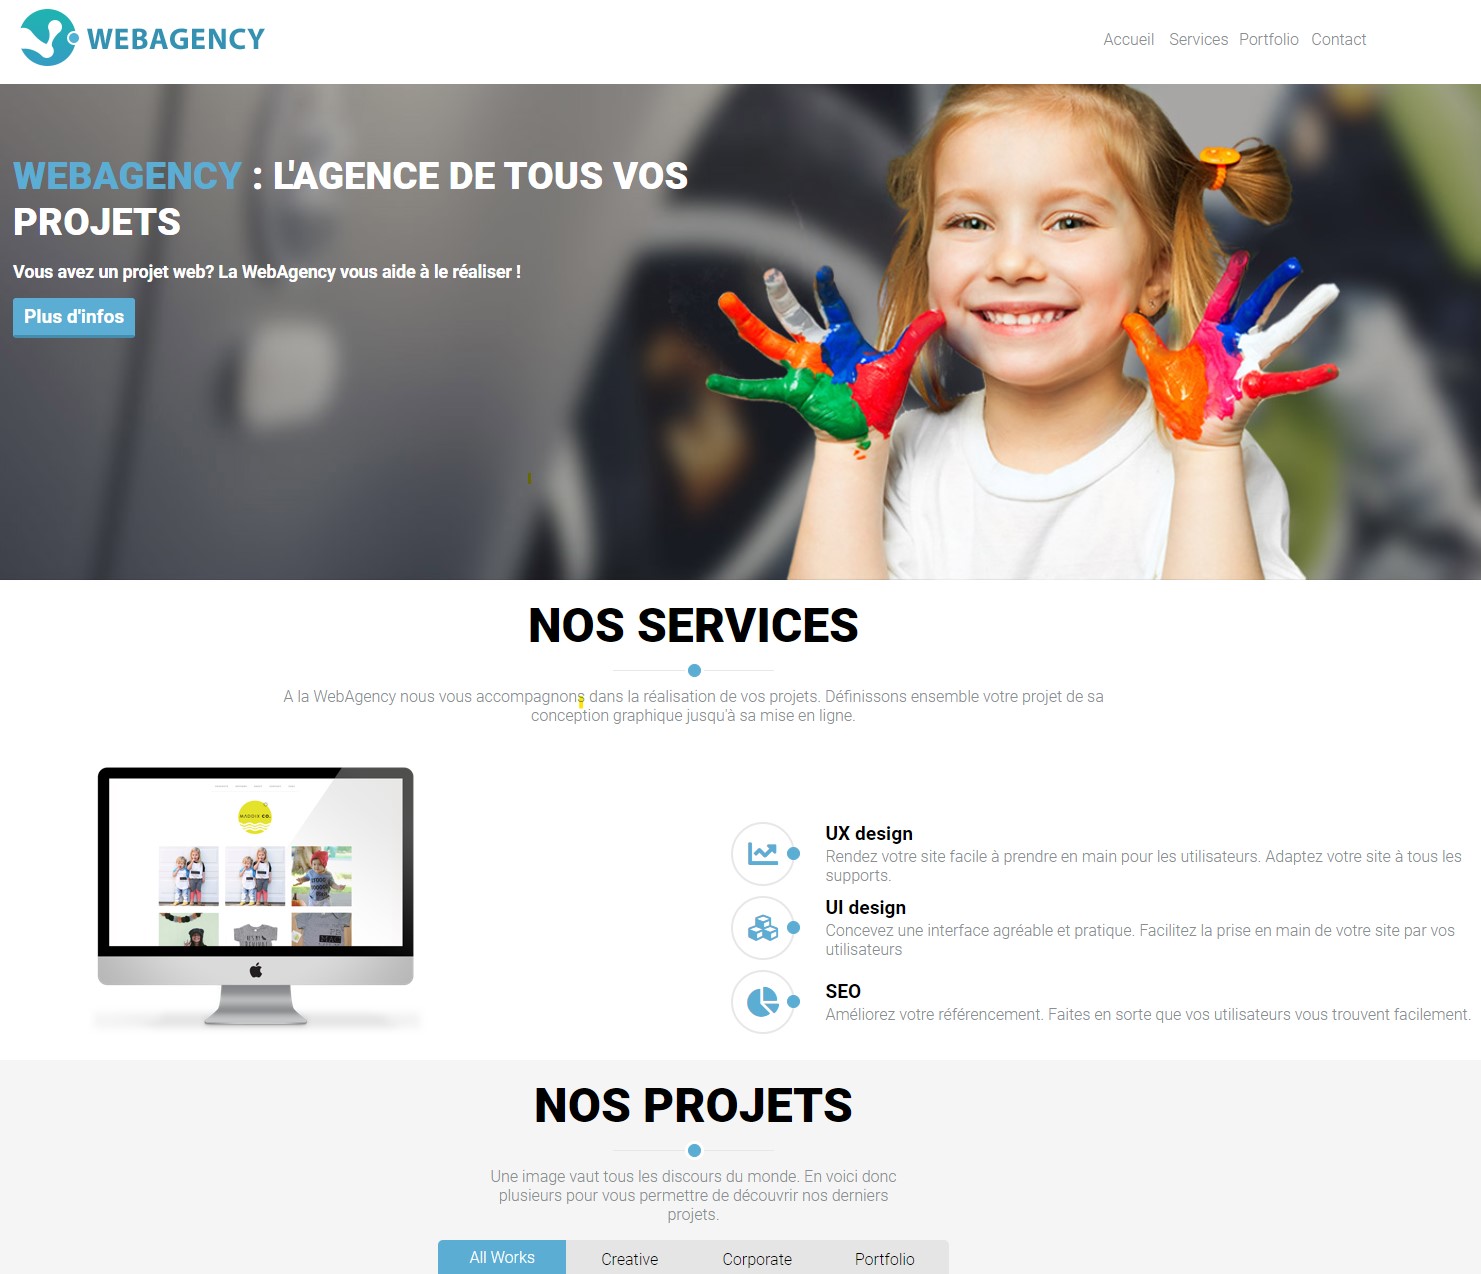 WEBAGENCY
Accueil Services Portfolio Contact
WEBAGENCY : L'AGENCE DE TOUS VOS
PROJETS
Vous avez un projet web? La WebAgency vous aide à le réaliser !
Plus d'infos
NOS SERVICES
A la WebAgency nous vous accompagnons dans la réalisation de vos projets. Définissons ensemble votre projet de sa
conception graphique jusqu'à sa mise en ligne.
MADDIX CO.
UX design
Rendez votre site facile à prendre en main pour les utilisateurs. Adaptez votre site à tous les
supports.
UI design
Concevez une interface agréable et pratique. Facilitez la prise en main de votre site par vos
utilisateurs
SEO
Améliorez votre référencement. Faites en sorte que vos utilisateurs vous trouvent facilement.
NOS PROJETS
Une image vaut tous les discours du monde. En voici donc
plusieurs pour vous permettre de découvrir nos derniers
projets.
All Works Creative Corporate Portfolio